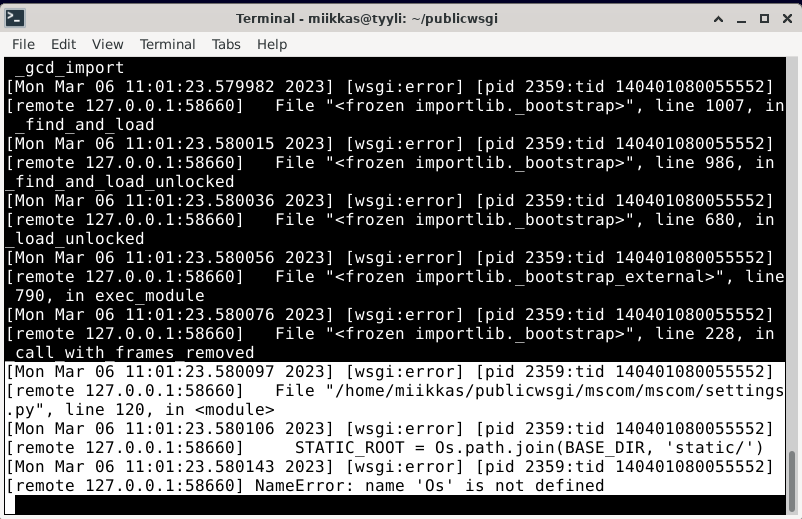 Terminal - miikkas@tyyli: ~/publicwsgi
File Edit View Terminal Tabs Help
_gcd_import
[Mon Mar 06 11:01:23.579982 2023] [wsgi:error] [pid 2359:tid 140401080055552]
[remote 127.0.0.1:58660]   File "<frozen importlib._bootstrap>", line 1007, in
_find_and_load
[Mon Mar 06 11:01:23.580015 2023] [wsgi:error] [pid 2359:tid 140401080055552]
[remote 127.0.0.1:58660]   File "<frozen importlib._bootstrap>", line 986, in
_find_and_load_unlocked
[Mon Mar 06 11:01:23.580036 2023] [wsgi:error] [pid 2359:tid 140401080055552]
[remote 127.0.0.1:58660]   File "<frozen importlib._bootstrap>", line 680, in
_load_unlocked
[Mon Mar 06 11:01:23.580056 2023] [wsgi:error] [pid 2359:tid 140401080055552]
[remote 127.0.0.1:58660]   File "<frozen importlib._bootstrap_external>", line
790, in exec_module
[Mon Mar 06 11:01:23.580076 2023] [wsgi:error] [pid 2359:tid 140401080055552]
[remote 127.0.0.1:58660]   File "<frozen importlib._bootstrap>", line 228, in
_call_with_frames_removed
[Mon Mar 06 11:01:23.580097 2023] [wsgi:error] [pid 2359:tid 140401080055552]
[remote 127.0.0.1:58660]   File "/home/miikkas/publicwsgi/mscom/mscom/settings
.py", line 120, in <module>
[Mon Mar 06 11:01:23.580106 2023] [wsgi:error] [pid 2359:tid 140401080055552]
[remote 127.0.0.1:58660]     STATIC_ROOT = Os.path.join(BASE_DIR, 'static/')
[Mon Mar 06 11:01:23.580143 2023] [wsgi:error] [pid 2359:tid 140401080055552]
[remote 127.0.0.1:58660] NameError: name 'Os' is not defined